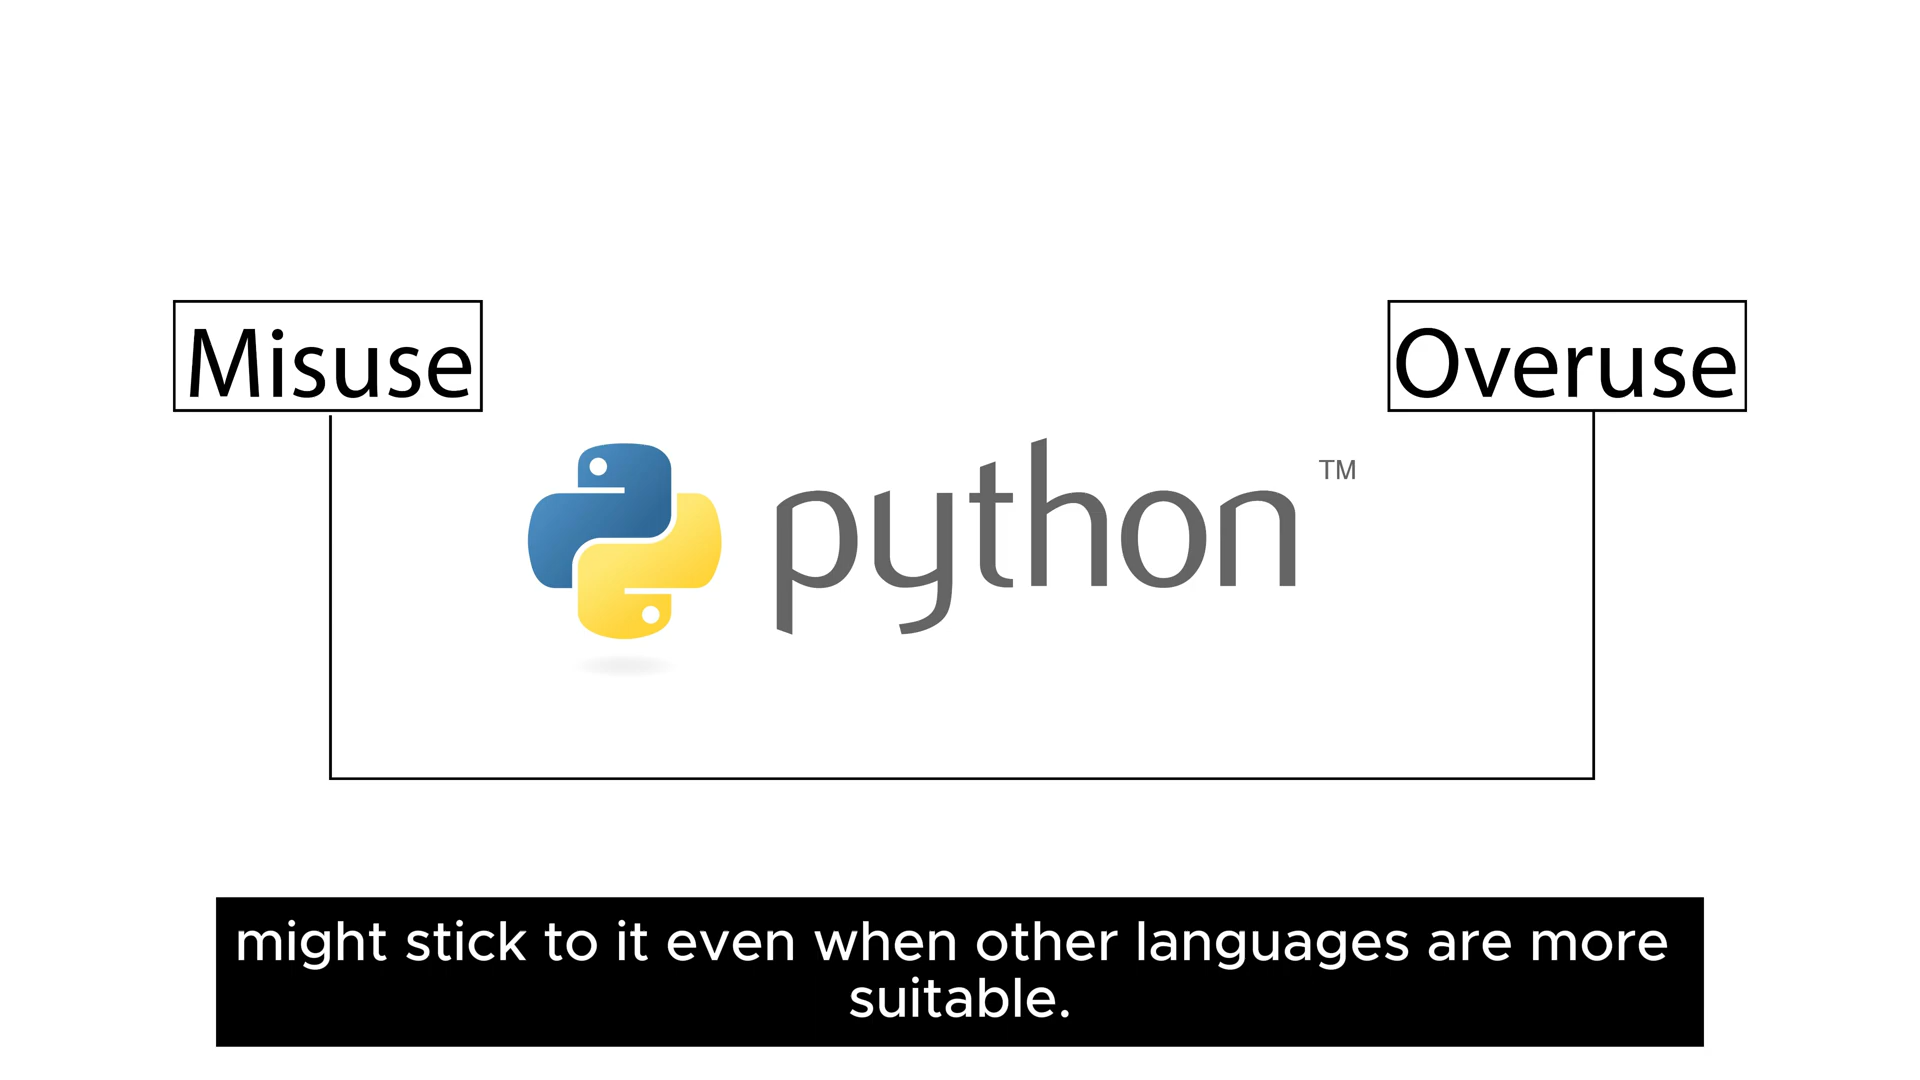 Misuse
Overuse
python TM
might stick to it even when other languages are more
suitable.